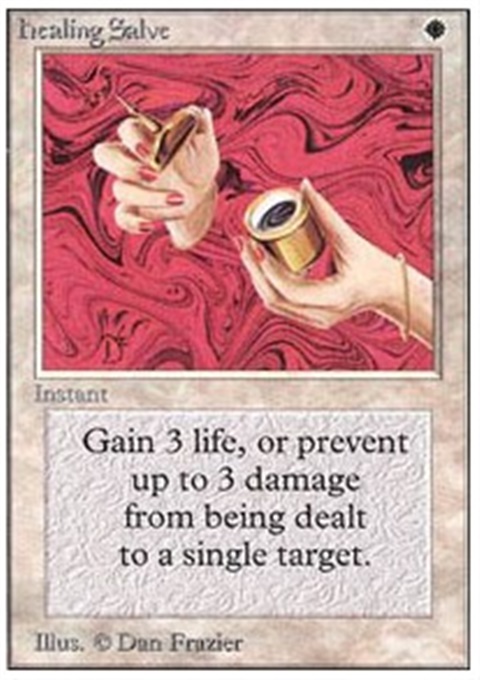 Healing Salve
Instant
Gain 3 life, or prevent
up to 3 damage
from being dealt
to a single target.
Illus. © Dan Frazier